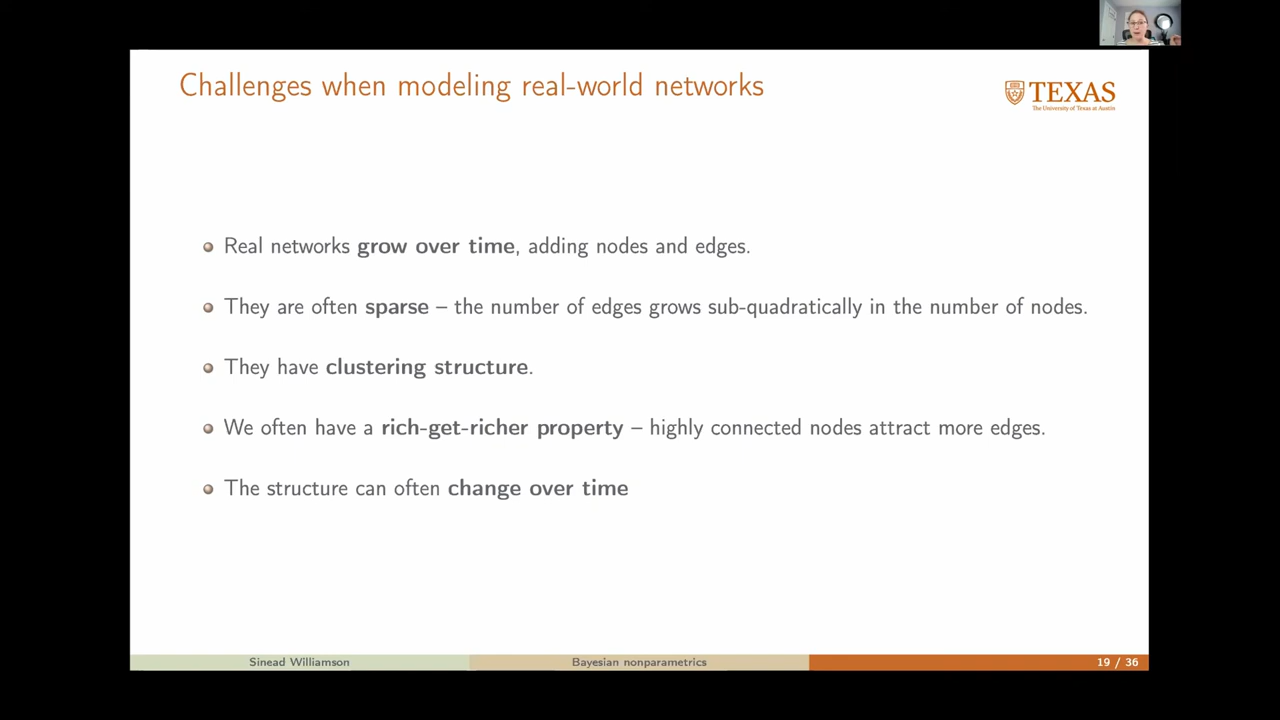 Challenges when modeling real-world networks
TEXAS
The University of Texas at Austin
Real networks grow over time, adding nodes and edges.
They are often sparse – the number of edges grows sub-quadratically in the number of nodes.
They have clustering structure.
We often have a rich-get-richer property – highly connected nodes attract more edges.
The structure can often change over time
Sinead Williamson
Bayesian nonparametrics
19 / 36